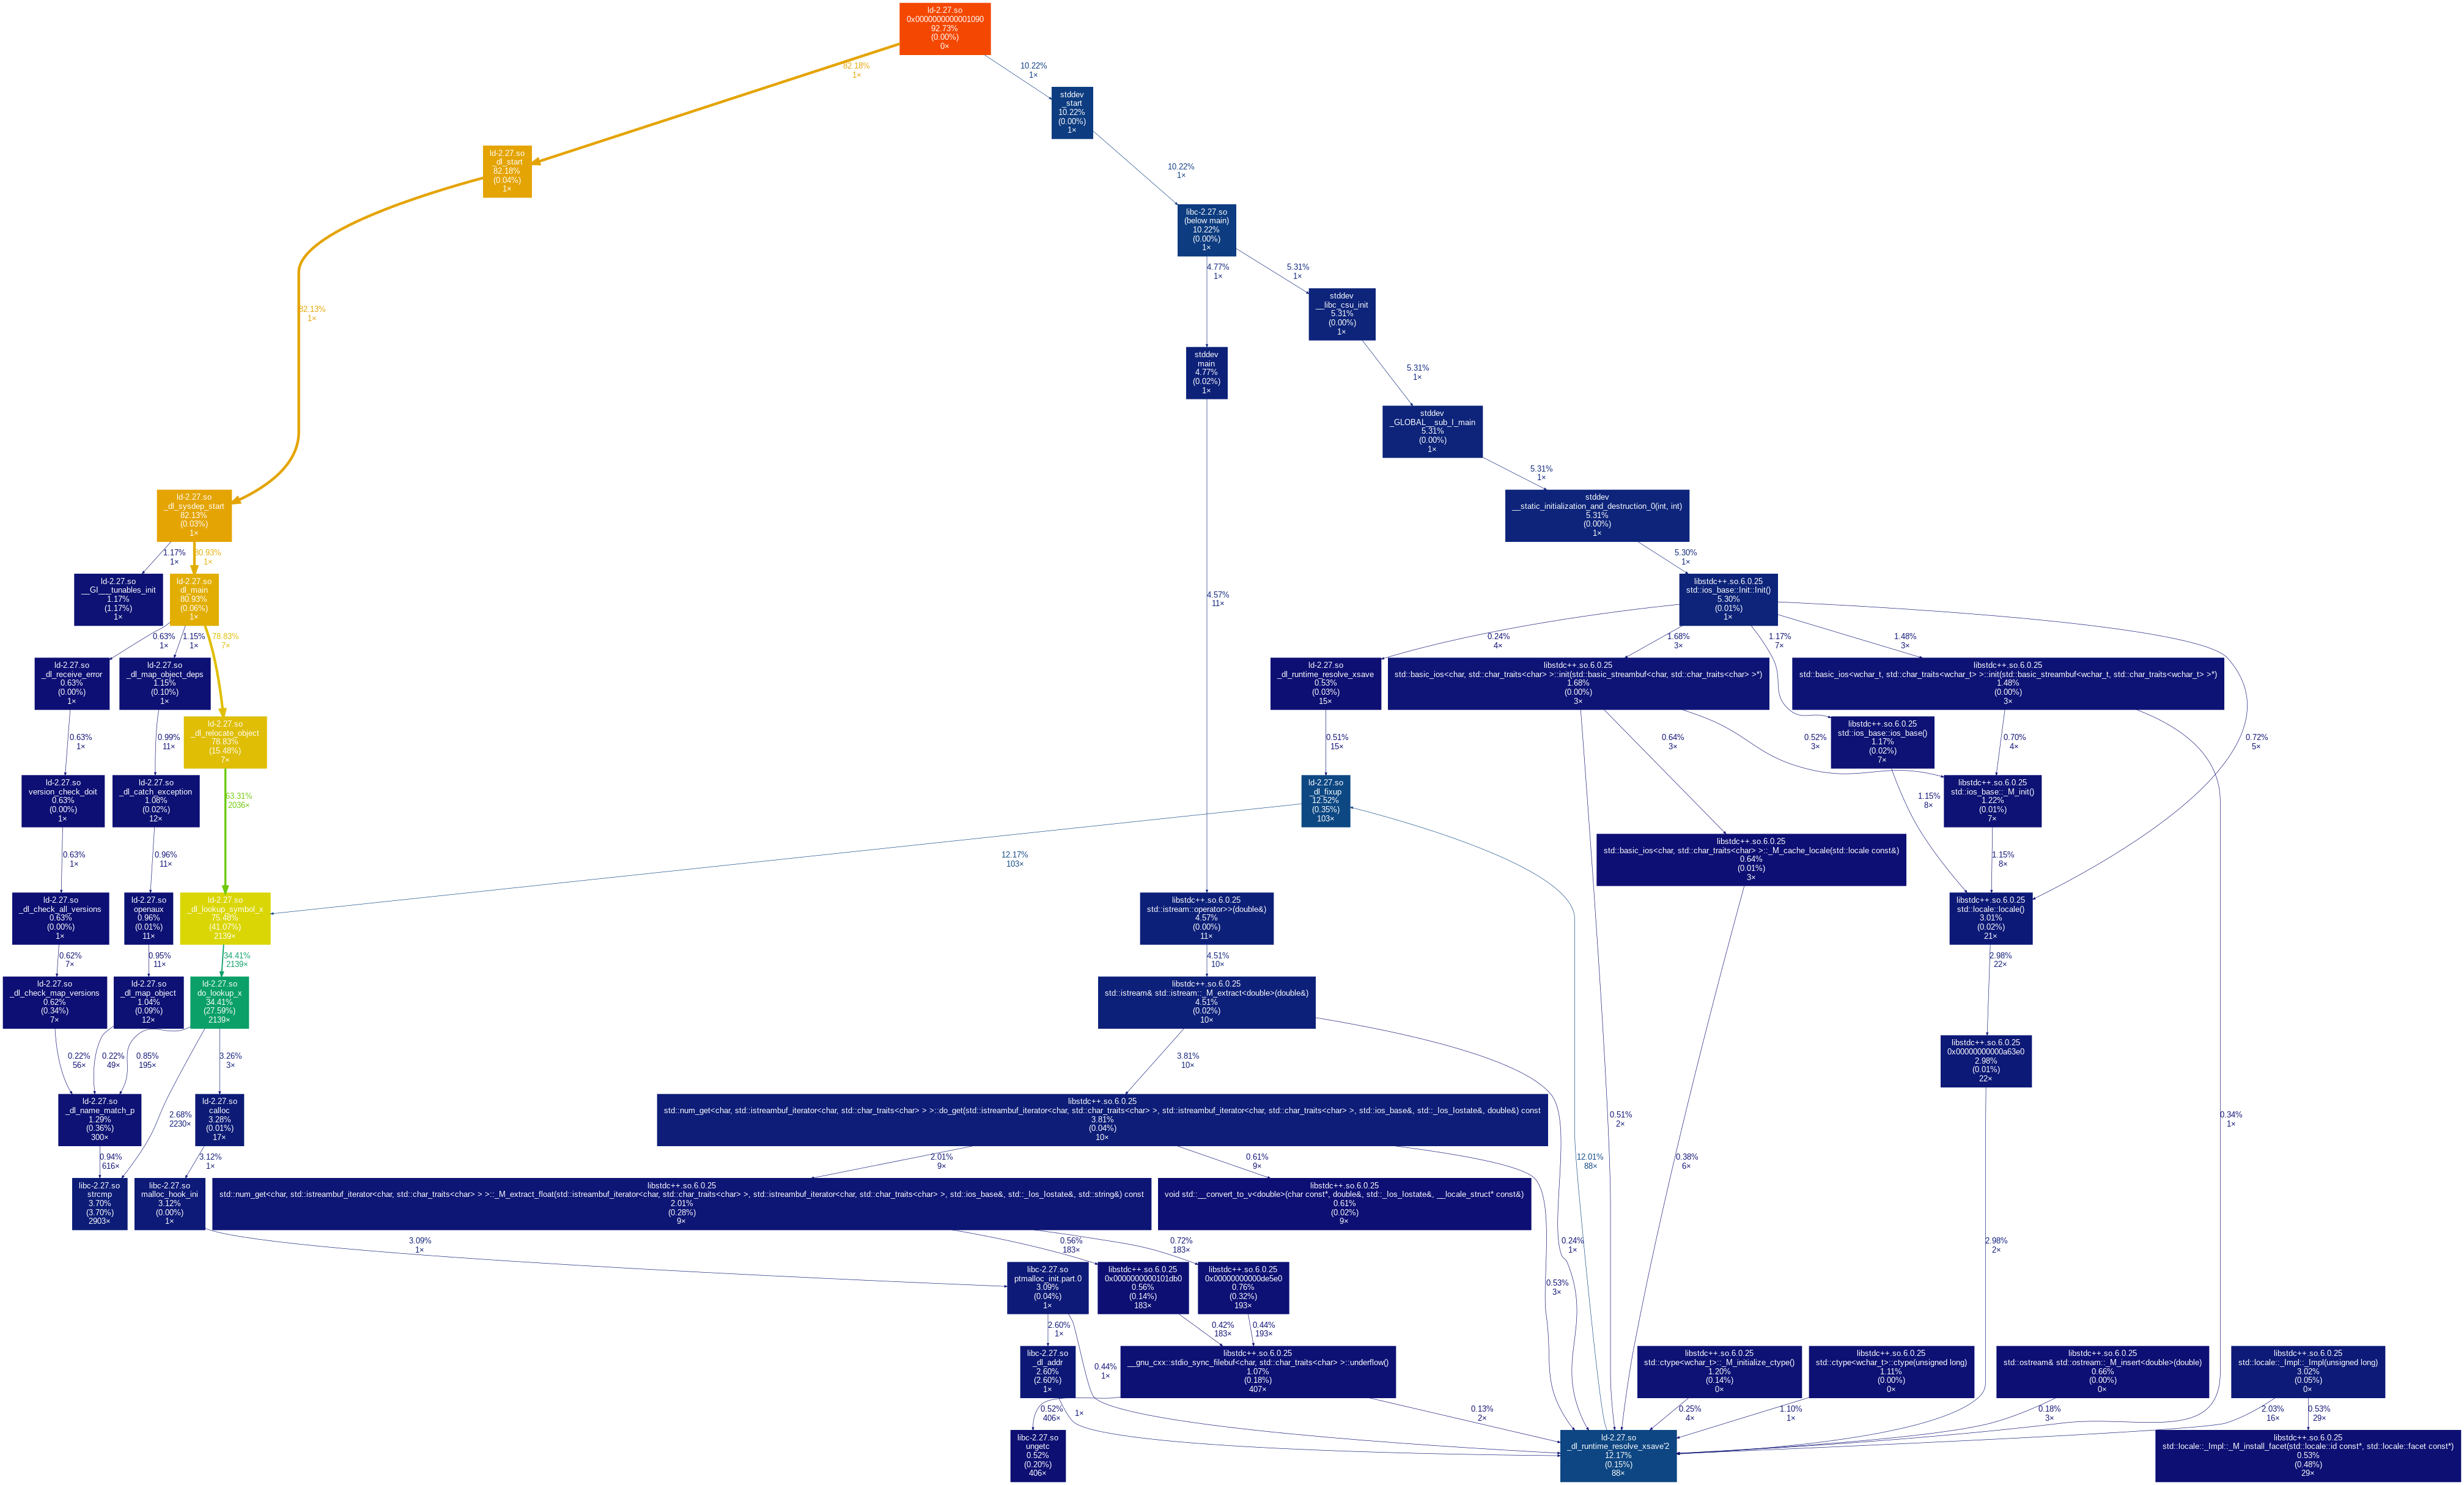 ld-2.27.so
0x0000000000001090
92.73%
(0.00%)
0×
82.18%
1×
10.22%
1×
stddev
_start
10.22%
(0.00%)
1×
ld-2.27.so
_dl_start
82.18%
(0.04%)
1×
10.22%
1×
libc-2.27.so
(below main)
10.22%
(0.00%)
1×
82.13%
1×
4.77%
1×
5.31%
1×
stddev
__libc_csu_init
5.31%
(0.00%)
1×
stddev
main
4.77%
(0.02%)
1×
5.31%
1×
stddev
_GLOBAL__sub_I_main
5.31%
(0.00%)
1×
5.31%
1×
ld-2.27.so
_dl_sysdep_start
82.13%
(0.03%)
1×
stddev
__static_initialization_and_destruction_0(int, int)
5.31%
(0.00%)
1×
1.17%
1×
80.93%
1×
5.30%
1×
ld-2.27.so
__GI___tunables_init
1.17%
(1.17%)
1×
ld-2.27.so
dl_main
80.93%
(0.06%)
1×
4.57%
11×
libstdc++.so.6.0.25
std::ios_base::Init::Init()
5.30%
(0.01%)
1×
0.63%
1×
1.15%
1×
78.83%
7×
0.24%
4×
1.68%
3×
1.17%
7×
1.48%
3×
ld-2.27.so
_dl_receive_error
0.63%
(0.00%)
1×
ld-2.27.so
_dl_map_object_deps
1.15%
(0.10%)
1×
ld-2.27.so
_dl_runtime_resolve_xsave
0.53%
(0.03%)
15×
libstdc++.so.6.0.25
std::basic_ios<char, std::char_traits<char> >::init(std::basic_streambuf<char, std::char_traits<char> >*)
1.68%
(0.00%)
3×
libstdc++.so.6.0.25
std::basic_ios<wchar_t, std::char_traits<wchar_t> >::init(std::basic_streambuf<wchar_t, std::char_traits<wchar_t> >*)
1.48%
(0.00%)
3×
ld-2.27.so
_dl_relocate_object
78.83%
(15.48%)
7×
libstdc++.so.6.0.25
std::ios_base::ios_base()
1.17%
(0.02%)
7×
0.63%
1×
0.99%
11×
0.51%
15×
0.64%
3×
0.52%
3×
0.70%
4×
0.72%
5×
ld-2.27.so
version_check_doit
0.63%
(0.00%)
1×
ld-2.27.so
_dl_catch_exception
1.08%
(0.02%)
12×
63.31%
2036×
ld-2.27.so
_dl_fixup
12.52%
(0.35%)
103×
1.15%
8×
libstdc++.so.6.0.25
std::ios_base::_M_init()
1.22%
(0.01%)
7×
0.63%
1×
0.96%
11×
12.17%
103×
libstdc++.so.6.0.25
std::basic_ios<char, std::char_traits<char> >::_M_cache_locale(std::locale const&)
0.64%
(0.01%)
3×
1.15%
8×
ld-2.27.so
_dl_check_all_versions
0.63%
(0.00%)
1×
ld-2.27.so
openaux
0.96%
(0.01%)
11×
ld-2.27.so
_dl_lookup_symbol_x
75.48%
(41.07%)
2139×
libstdc++.so.6.0.25
std::istream::operator>>(double&)
4.57%
(0.00%)
11×
libstdc++.so.6.0.25
std::locale::locale()
3.01%
(0.02%)
21×
0.62%
7×
0.95%
11×
34.41%
2139×
4.51%
10×
2.98%
22×
ld-2.27.so
_dl_check_map_versions
0.62%
(0.34%)
7×
ld-2.27.so
_dl_map_object
1.04%
(0.09%)
12×
ld-2.27.so
do_lookup_x
34.41%
(27.59%)
2139×
libstdc++.so.6.0.25
std::istream& std::istream::_M_extract<double>(double&)
4.51%
(0.02%)
10×
0.22%
56×
0.22%
49×
0.85%
195×
3.26%
3×
3.81%
10×
libstdc++.so.6.0.25
0x00000000000a63e0
2.98%
(0.01%)
22×
ld-2.27.so
_dl_name_match_p
1.29%
(0.36%)
300×
2.68%
2230×
ld-2.27.so
calloc
3.28%
(0.01%)
17×
libstdc++.so.6.0.25
std::num_get<char, std::istreambuf_iterator<char, std::char_traits<char> > >::do_get(std::istreambuf_iterator<char, std::char_traits<char> >, std::istreambuf_iterator<char, std::char_traits<char> >, std::ios_base&, std::_Ios_Iostate&, double&) const
3.81%
(0.04%)
10×
0.51%
2×
0.34%
1×
0.94%
616×
3.12%
1×
2.01%
9×
0.61%
9×
12.01%
88×
0.38%
6×
libc-2.27.so
strcmp
3.70%
(3.70%)
2903×
libc-2.27.so
malloc_hook_ini
3.12%
(0.00%)
1×
libstdc++.so.6.0.25
std::num_get<char, std::istreambuf_iterator<char, std::char_traits<char> > >::_M_extract_float(std::istreambuf_iterator<char, std::char_traits<char> >, std::istreambuf_iterator<char, std::char_traits<char> >, std::ios_base&, std::_Ios_Iostate&, std::string&) const
2.01%
(0.28%)
9×
libstdc++.so.6.0.25
void std::__convert_to_v<double>(char const*, double&, std::_Ios_Iostate&, __locale_struct* const&)
0.61%
(0.02%)
9×
3.09%
1×
0.56%
183×
0.72%
183×
0.24%
1×
2.98%
2×
libc-2.27.so
ptmalloc_init.part.0
3.09%
(0.04%)
1×
libstdc++.so.6.0.25
0x0000000000101db0
0.56%
(0.14%)
183×
libstdc++.so.6.0.25
0x00000000000de5e0
0.76%
(0.32%)
193×
0.53%
3×
2.60%
1×
0.42%
183×
0.44%
193×
libc-2.27.so
_dl_addr
2.60%
(2.60%)
1×
0.44%
1×
libstdc++.so.6.0.25
__gnu_cxx::stdio_sync_filebuf<char, std::char_traits<char> >::underflow()
1.07%
(0.18%)
407×
libstdc++.so.6.0.25
std::ctype<wchar_t>::_M_initialize_ctype()
1.20%
(0.14%)
0×
libstdc++.so.6.0.25
std::ctype<wchar_t>::ctype(unsigned long)
1.11%
(0.00%)
0×
libstdc++.so.6.0.25
std::ostream& std::ostream::_M_insert<double>(double)
0.66%
(0.00%)
0×
libstdc++.so.6.0.25
std::locale::_Impl::_Impl(unsigned long)
3.02%
(0.05%)
0×
0.52%
406×
1×
0.13%
2×
0.25%
4×
1.10%
1×
0.18%
3×
2.03%
16×
0.53%
29×
libc-2.27.so
ungetc
0.52%
(0.20%)
406×
ld-2.27.so
_dl_runtime_resolve_xsave'2
12.17%
(0.15%)
88×
libstdc++.so.6.0.25
std::locale::_Impl::_M_install_facet(std::locale::id const*, std::locale::facet const*)
0.53%
(0.48%)
29×